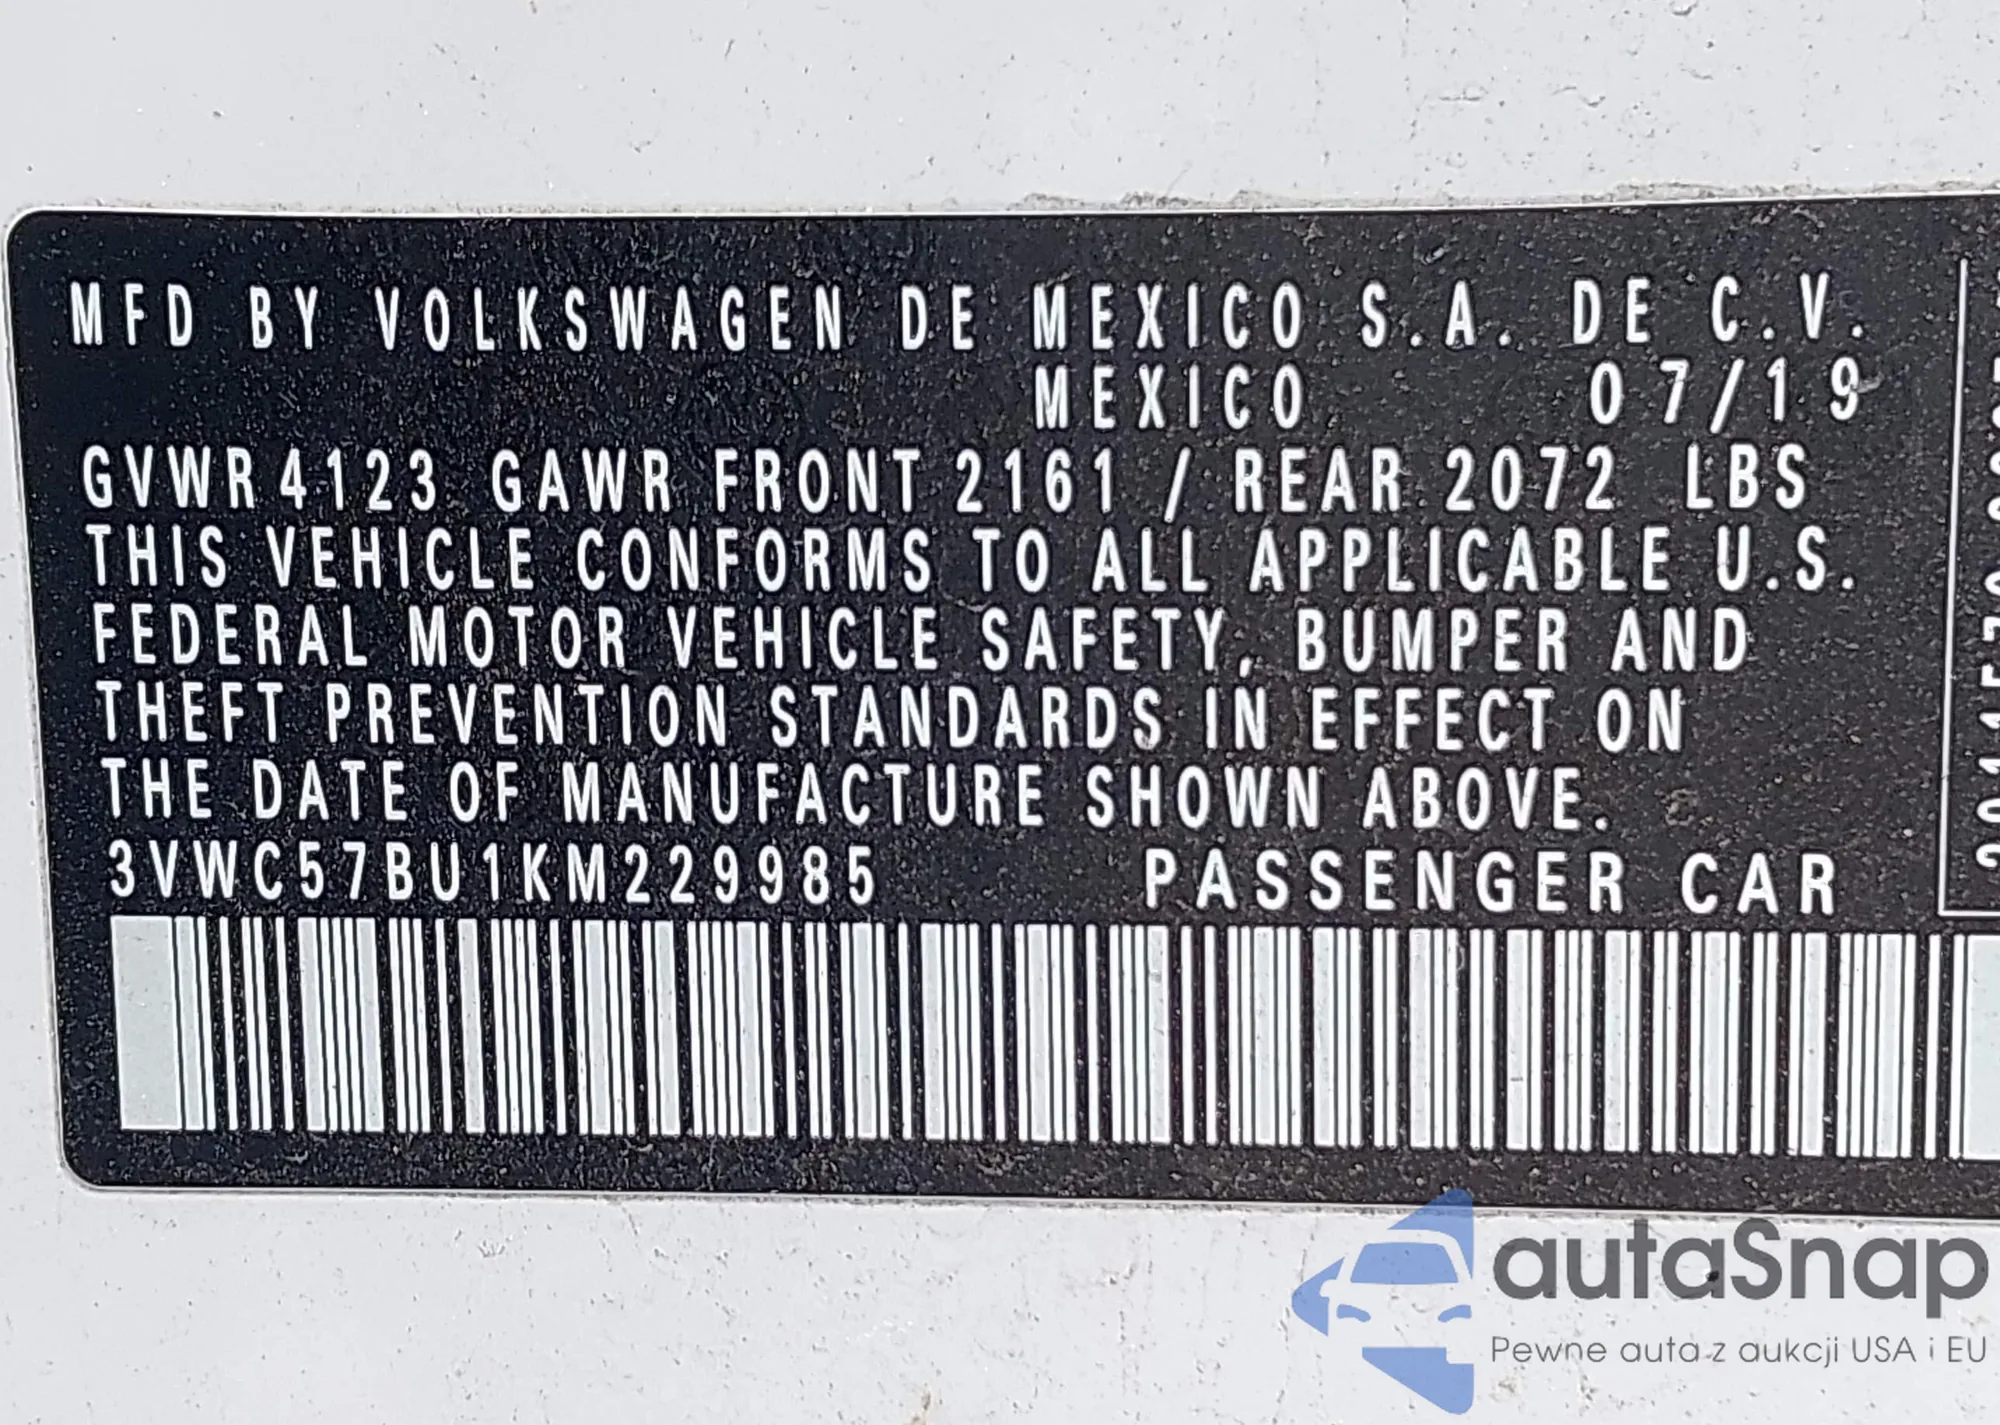 MFD BY VOLKSWAGEN DE MEXICO S.A. DE C.V.
MEXICO 07/19
GVWR 4123 GAWR FRONT 2161 / REAR 2072 LBS
THIS VEHICLE CONFORMS TO ALL APPLICABLE U.S.
FEDERAL MOTOR VEHICLE SAFETY, BUMPER AND
THEFT PREVENTION STANDARDS IN EFFECT ON
THE DATE OF MANUFACTURE SHOWN ABOVE.
3VWC57BU1KM229985 PASSENGER CAR
autaSnap
Pewne auta z aukcji USA i EU